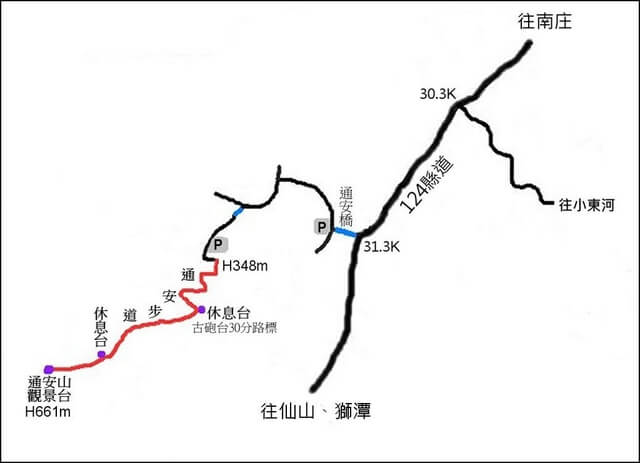 往南庄
30.3K
124縣道
往小東河
通安橋
P
31.3K
P
H348m
通安步道
休息台
古砲台30分路標
休息台
通安山
觀景台
H661m
往仙山、獅潭